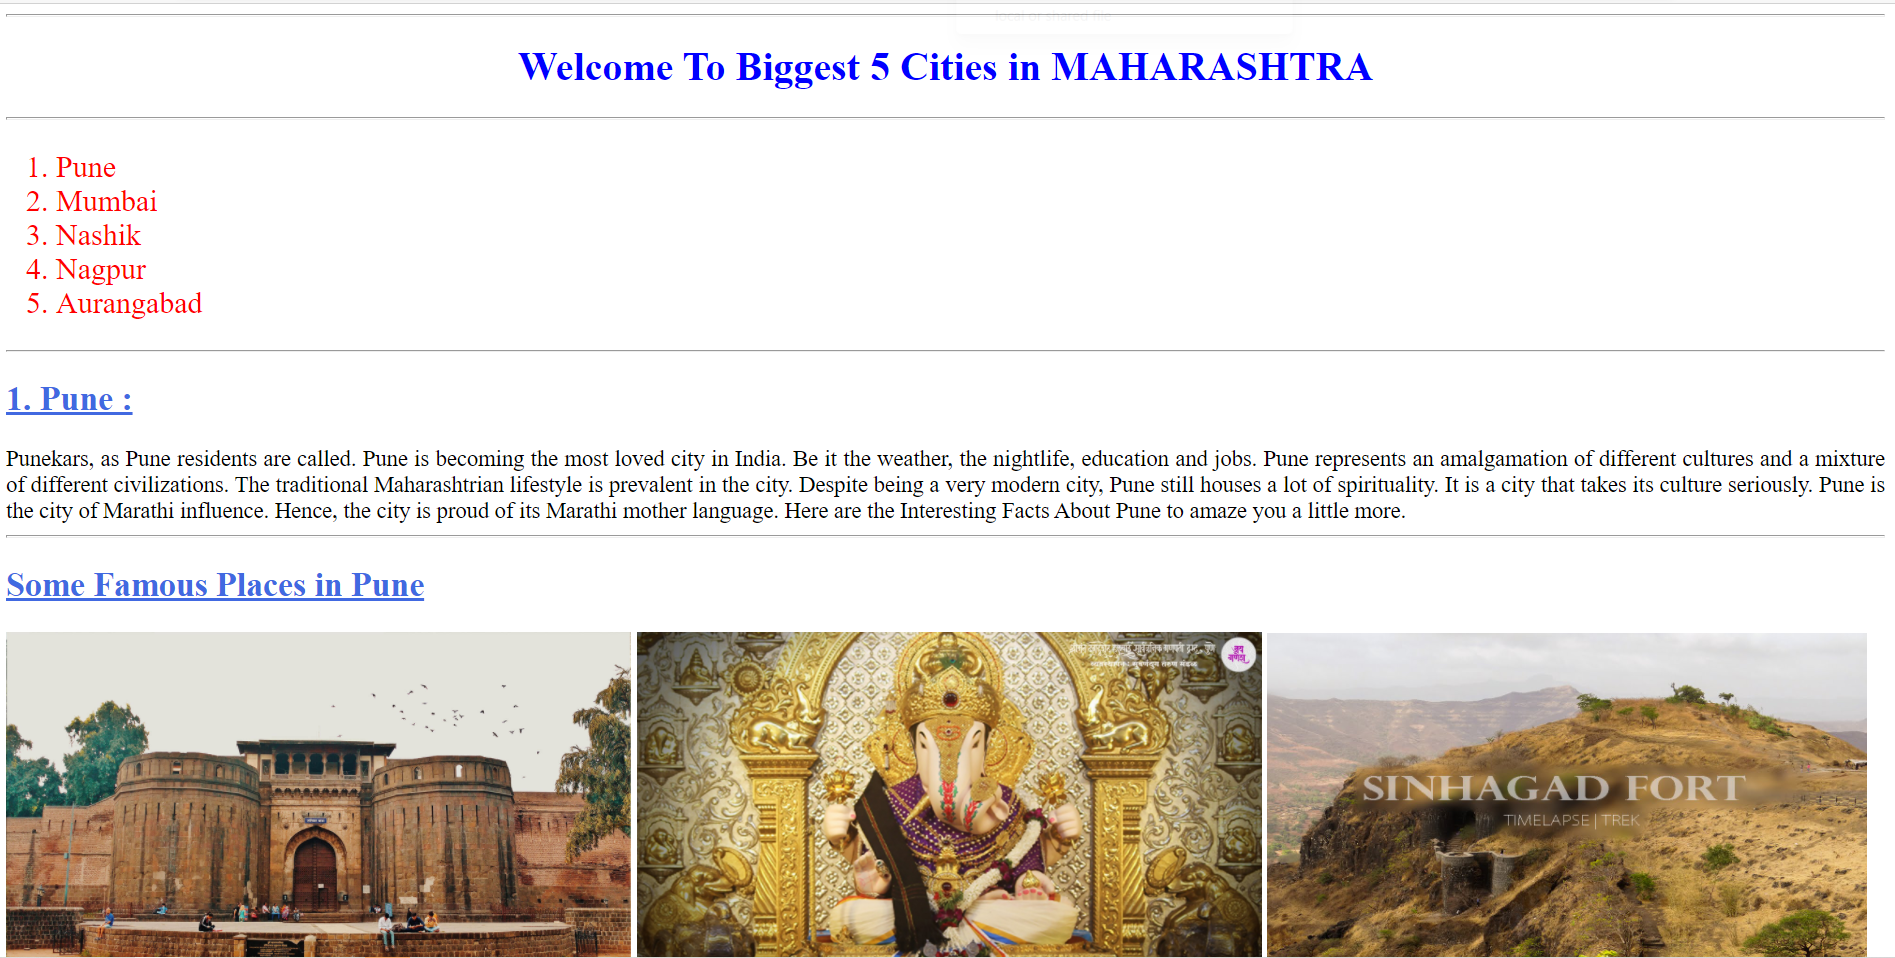 Welcome To Biggest 5 Cities in MAHARASHTRA
1. Pune
2. Mumbai
3. Nashik
4. Nagpur
5. Aurangabad
1. Pune :
Punekars, as Pune residents are called. Pune is becoming the most loved city in India. Be it the weather, the nightlife, education and jobs. Pune represents an amalgamation of different cultures and a mixture
of different civilizations. The traditional Maharashtrian lifestyle is prevalent in the city. Despite being a very modern city, Pune still houses a lot of spirituality. It is a city that takes its culture seriously. Pune is
the city of Marathi influence. Hence, the city is proud of its Marathi mother language. Here are the Interesting Facts About Pune to amaze you a little more.
Some Famous Places in Pune
जय
गणेश
SINHAGAD FORT
TIMELAPSE | TREK